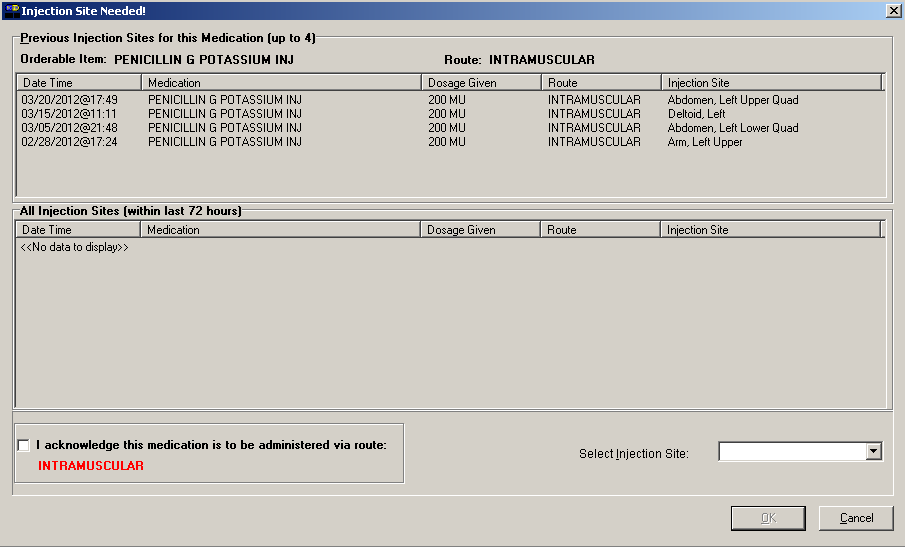 Injection Site Needed!
Previous Injection Sites for this Medication (up to 4)
Orderable Item: PENICILLIN G POTASSIUM INJ Route: INTRAMUSCULAR
Date Time Medication Dosage Given Route Injection Site
03/20/2012@17:49 PENICILLIN G POTASSIUM INJ 200 MU INTRAMUSCULAR Abdomen, Left Upper Quad
03/15/2012@11:11 PENICILLIN G POTASSIUM INJ 200 MU INTRAMUSCULAR Deltoid, Left
03/05/2012@21:48 PENICILLIN G POTASSIUM INJ 200 MU INTRAMUSCULAR Abdomen, Left Lower Quad
02/28/2012@17:24 PENICILLIN G POTASSIUM INJ 200 MU INTRAMUSCULAR Arm, Left Upper
All Injection Sites (within last 72 hours)
Date Time Medication Dosage Given Route Injection Site
<<No data to display>>
I acknowledge this medication is to be administered via route:
INTRAMUSCULAR
Select Injection Site:
OK Cancel